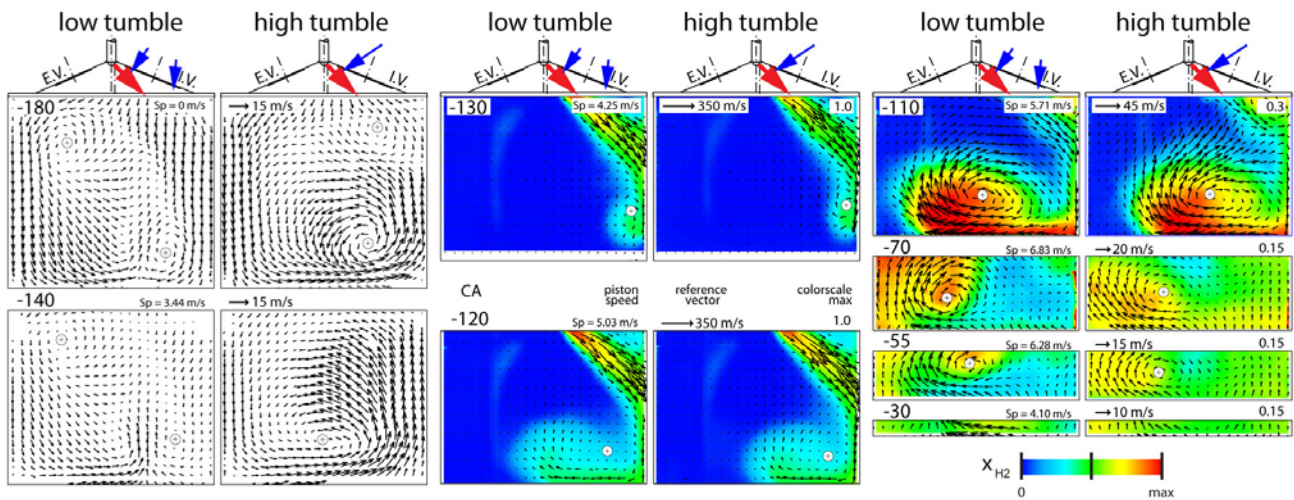 low tumble high tumble low tumble high tumble low tumble high tumble
E.V. I.V. E.V. I.V. E.V. I.V. E.V. I.V. E.V. I.V. E.V. I.V.
-180 Sp = 0 m/s 15 m/s
-140 Sp = 3.44 m/s 15 m/s
-130 Sp = 4.25 m/s 350 m/s 1.0
CA piston speed reference vector colorscale max
-120 Sp = 5.03 m/s 350 m/s 1.0
-110 Sp = 5.71 m/s 45 m/s 0.3
-70 Sp = 6.83 m/s 20 m/s 0.15
-55 Sp = 6.28 m/s 15 m/s 0.15
-30 Sp = 4.10 m/s 10 m/s 0.15
XH2
0 max